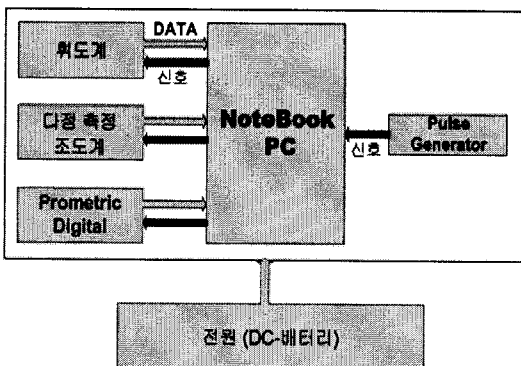 DATA
휘도계
신호
다정 측정
조도계
NoteBook
PC
Pulse
Generator
신호
Prometric
Digital
전원 (DC-배터리)